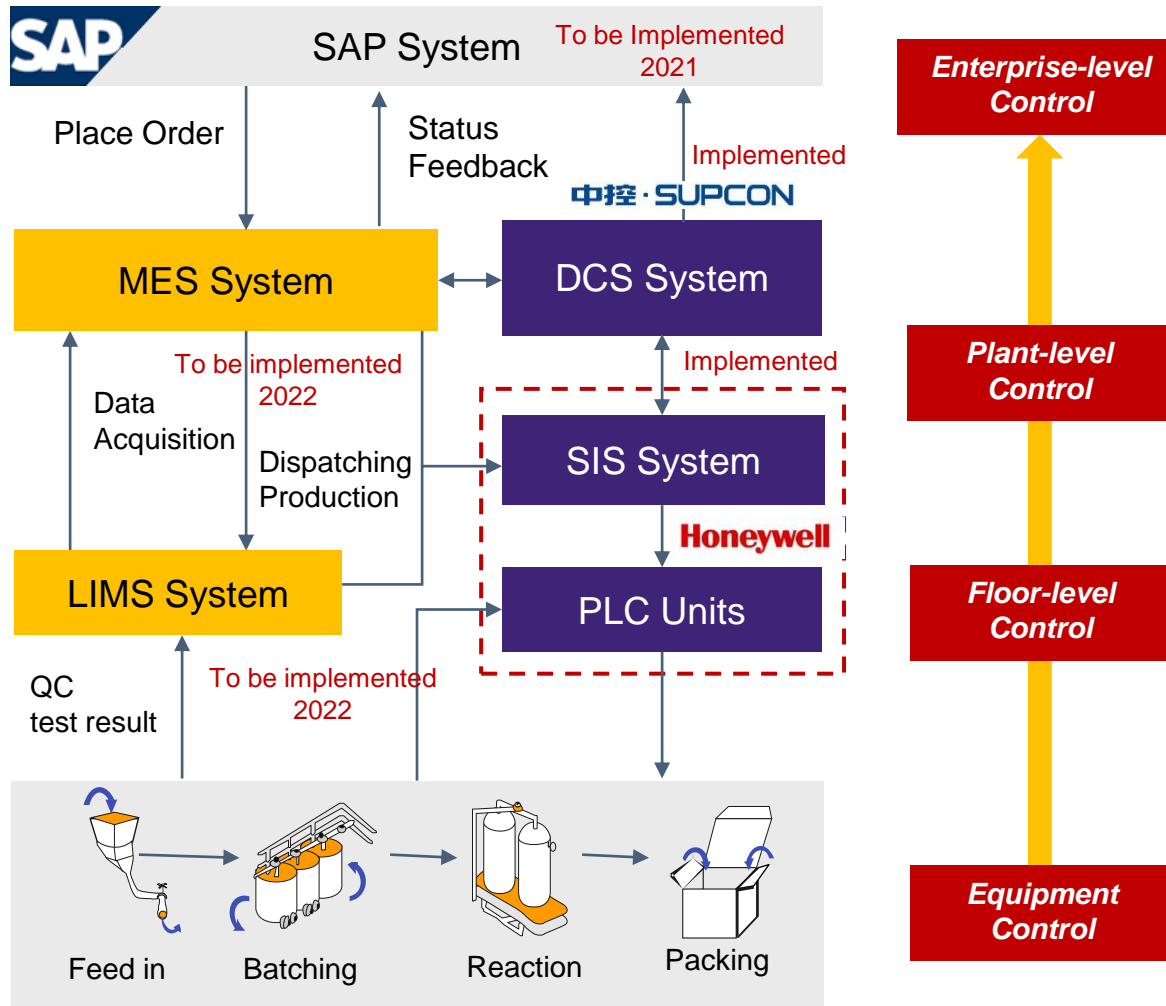 SAP
SAP System
To be Implemented
2021
Place Order
Status
Feedback
Implemented
中控·SUPCON
MES System
DCS System
To be implemented
2022
Implemented
Data
Acquisition
Dispatching
Production
SIS System
Honeywell
LIMS System
PLC Units
QC
test result
To be implemented
2022
Feed in
Batching
Reaction
Packing
Enterprise-level
Control
Plant-level
Control
Floor-level
Control
Equipment
Control